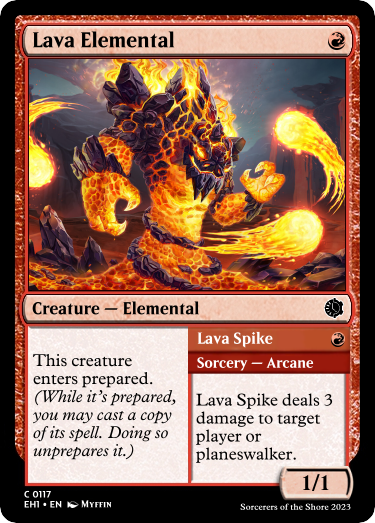 Lava Elemental
Creature — Elemental
This creature
enters prepared.
(While it's prepared,
you may cast a copy
of its spell. Doing so
unprepares it.)
Lava Spike
Sorcery — Arcane
Lava Spike deals 3
damage to target
player or
planeswalker.
1/1
C 0117
EH1 • EN Myffin
Sorcerers of the Shore 2023